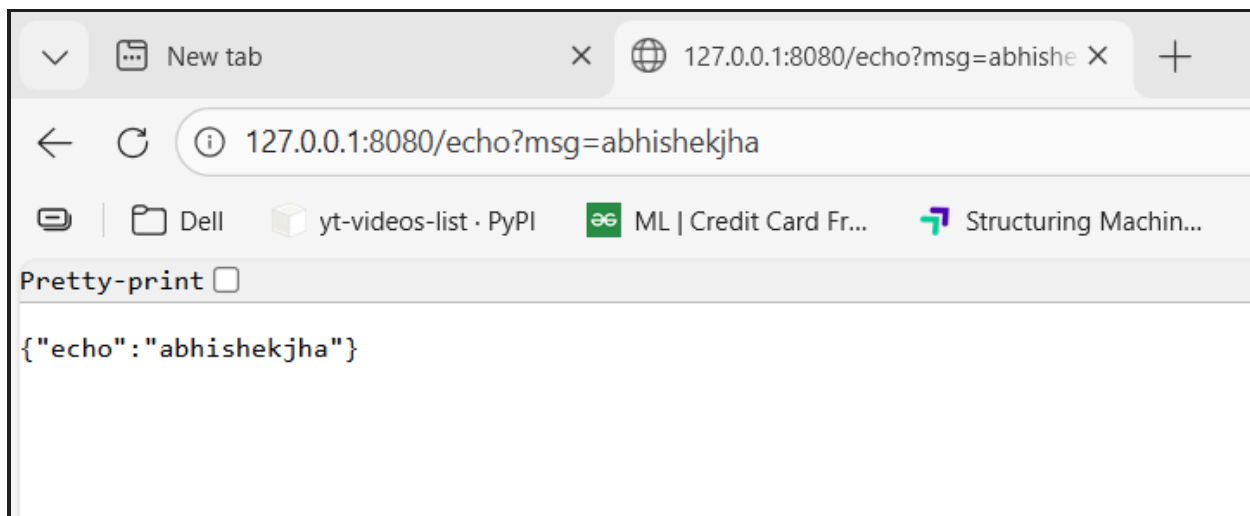 New tab
127.0.0.1:8080/echo?msg=abhishe
127.0.0.1:8080/echo?msg=abhishekjha
Dell yt-videos-list · PyPI ML | Credit Card Fr... Structuring Machin...
Pretty-print
{"echo":"abhishekjha"}